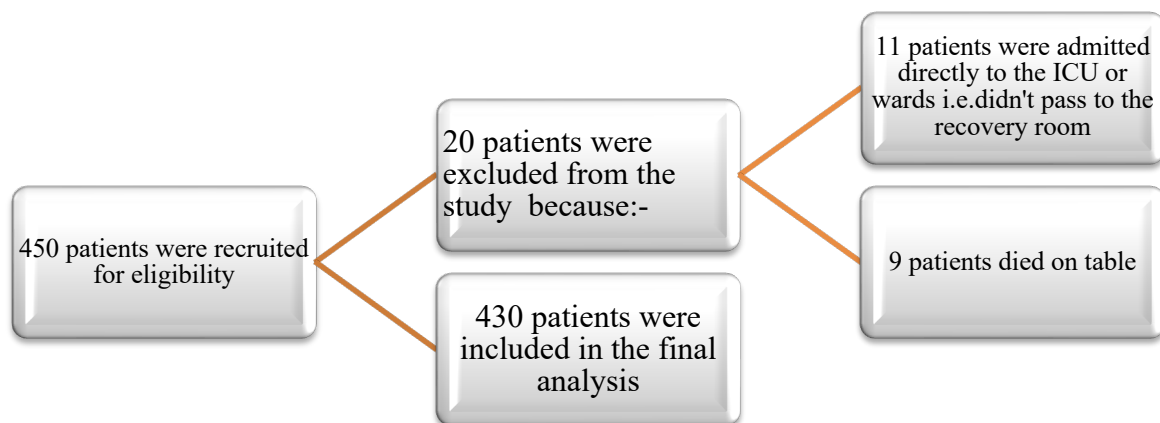 450 patients were recruited
for eligibility
20 patients were
excluded from the
study because:-
430 patients were
included in the final
analysis
11 patients were admitted
directly to the ICU or
wards i.e.didn't pass to the
recovery room
9 patients died on table